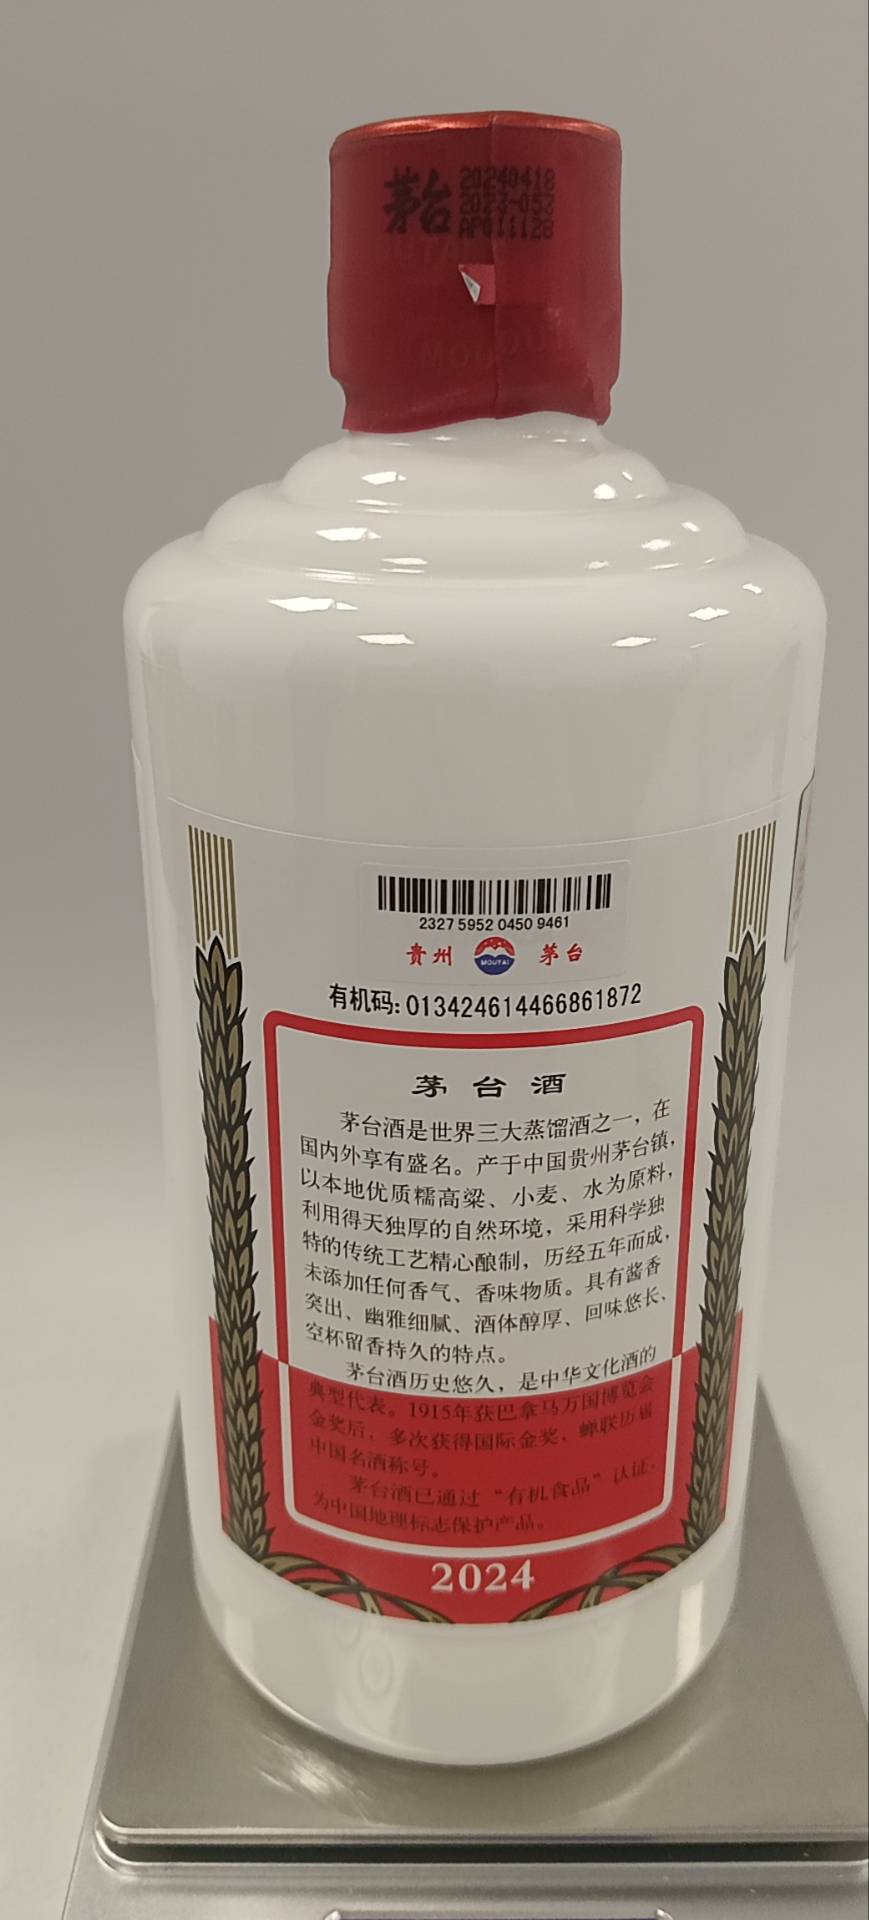 茅台
20240418
2023-053
AP011128
MOUTAI
2327 5952 0450 9461
贵州 MOUTAI 茅台
有机码:013424614466861872
茅台酒
茅台酒是世界三大蒸馏酒之一，在
国内外享有盛名。产于中国贵州茅台镇，
以本地优质糯高粱、小麦、水为原料，
利用得天独厚的自然环境，采用科学独
特的传统工艺精心酿制，历经五年而成，
未添加任何香气、香味物质。具有酱香
突出、幽雅细腻、酒体醇厚、回味悠长、
空杯留香持久的特点。
茅台酒历史悠久，是中华文化酒的
典型代表。1915年获巴拿马万国博览会
金奖后，多次获得国际金奖，蝉联历届
中国名酒称号。
茅台酒已通过“有机食品”认证，
为中国地理标志保护产品。
2024